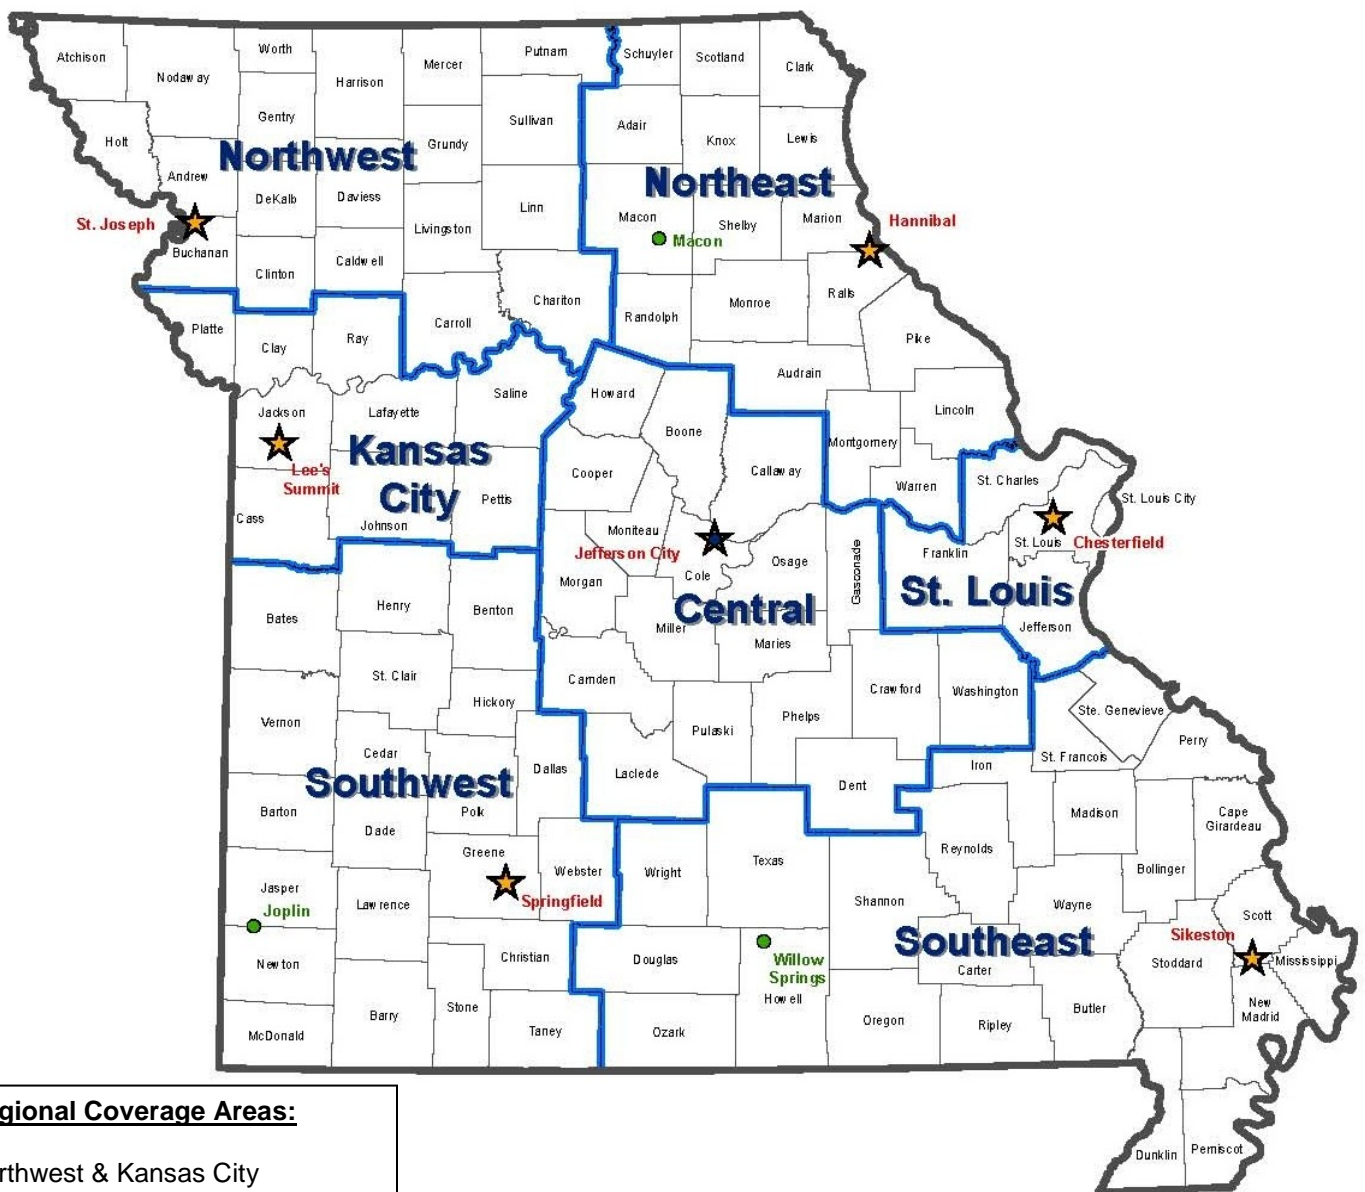 Atchison
Nodaway
Worth
Harrison
Mercer
Putnam
Schuyler
Scotland
Clark
Holt
Gentry
Grundy
Sullivan
Adair
Knox
Lewis
Northwest
Northeast
Andrew
DeKalb
Daviess
Livingston
Linn
Macon
Shelby
Marion
Hannibal
St. Joseph
Macon
Buchanan
Clinton
Caldwell
Chariton
Randolph
Monroe
Ralls
Platte
Clay
Ray
Carroll
Pike
Audrain
Saline
Howard
Jackson
Lafayette
Lincoln
Boone
Montgomery
Callaway
Kansas
City
Lee's
Summit
Cooper
Pettis
Warren
St. Charles
St. Louis City
Cass
Johnson
Moniteau
Jefferson City
Cole
Osage
Gasconade
Franklin
St. Louis
Chesterfield
Morgan
Central
St. Louis
Bates
Henry
Benton
Miller
Maries
Jefferson
St. Clair
Camden
Crawford
Washington
Hickory
Ste. Genevieve
Vernon
Pulaski
Phelps
Perry
Cedar
Dallas
Laclede
Dent
Iron
St. Francois
Southwest
Barton
Polk
Dade
Madison
Cape
Girardeau
Greene
Webster
Wright
Texas
Reynolds
Bollinger
Jasper
Joplin
Lawrence
Springfield
Shannon
Wayne
Scott
Southeast
Sikeston
Newton
Christian
Douglas
Willow
Springs
Howell
Carter
Stoddard
Mississippi
McDonald
Barry
Stone
Taney
Ozark
Oregon
Ripley
Butler
New
Madrid
Dunklin
Pemiscot
gional Coverage Areas:
rthwest & Kansas City